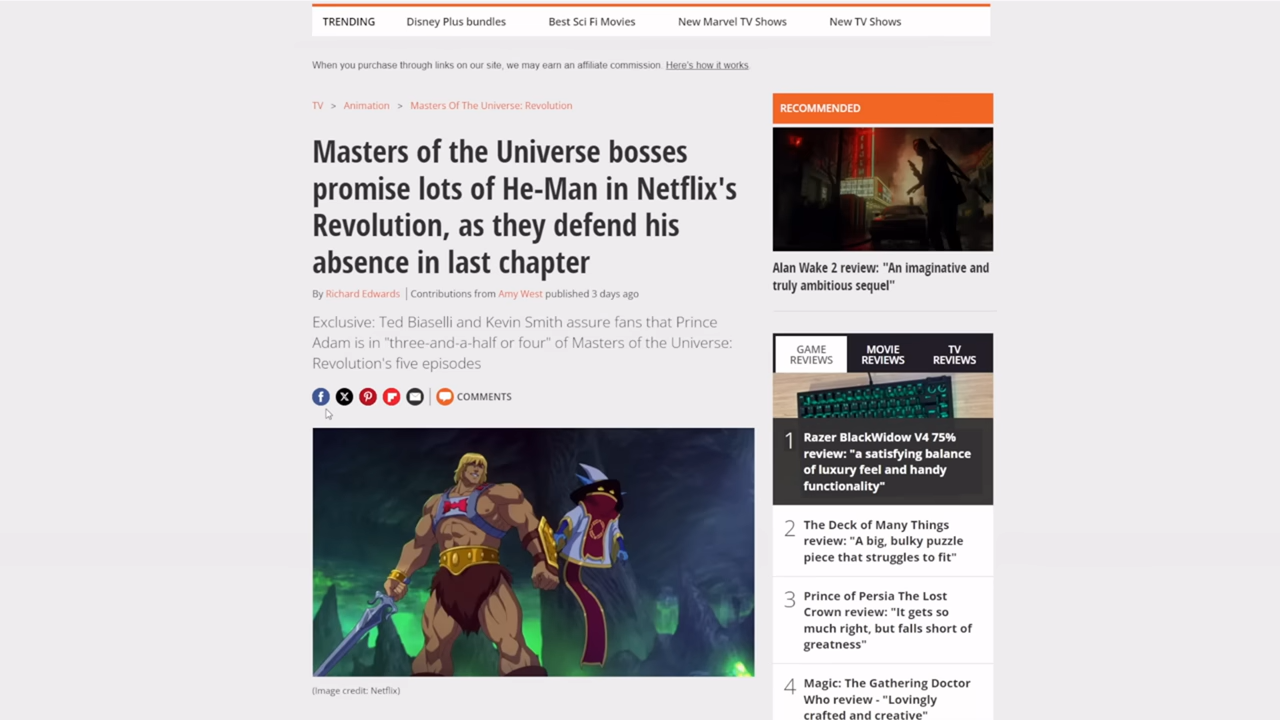 TRENDING Disney Plus bundles Best Sci Fi Movies New Marvel TV Shows New TV Shows
When you purchase through links on our site, we may earn an affiliate commission. Here's how it works.
TV > Animation > Masters Of The Universe: Revolution
Masters of the Universe bosses
promise lots of He-Man in Netflix's
Revolution, as they defend his
absence in last chapter
By Richard Edwards | Contributions from Amy West published 3 days ago
Exclusive: Ted Biaselli and Kevin Smith assure fans that Prince
Adam is in "three-and-a-half or four" of Masters of the Universe:
Revolution's five episodes
COMMENTS
(Image credit: Netflix)
RECOMMENDED
Alan Wake 2 review: "An imaginative and
truly ambitious sequel"
GAME MOVIE TV
REVIEWS REVIEWS REVIEWS
1 Razer BlackWidow V4 75%
review: "a satisfying balance
of luxury feel and handy
functionality"
2 The Deck of Many Things
review: "A big, bulky puzzle
piece that struggles to fit"
3 Prince of Persia The Lost
Crown review: "It gets so
much right, but falls short of
greatness"
4 Magic: The Gathering Doctor
Who review - "Lovingly
crafted and creative"